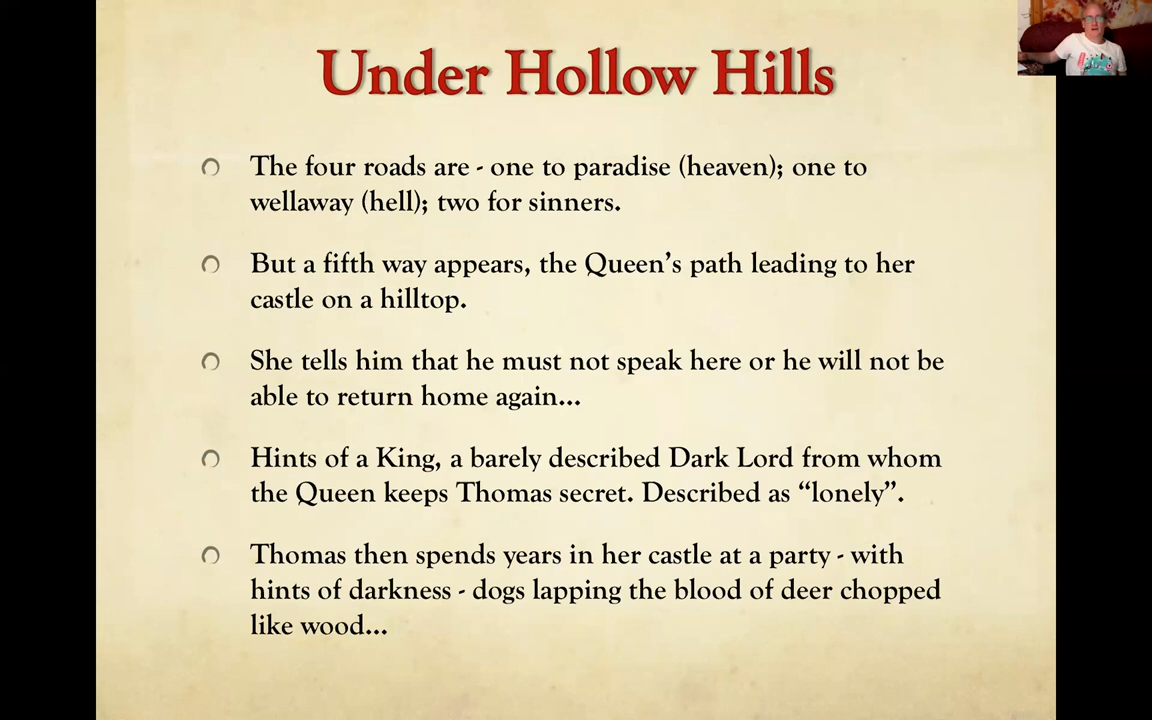 Under Hollow Hills
The four roads are - one to paradise (heaven); one to
wellaway (hell); two for sinners.
But a fifth way appears, the Queen’s path leading to her
castle on a hilltop.
She tells him that he must not speak here or he will not be
able to return home again...
Hints of a King, a barely described Dark Lord from whom
the Queen keeps Thomas secret. Described as “lonely”.
Thomas then spends years in her castle at a party - with
hints of darkness - dogs lapping the blood of deer chopped
like wood...